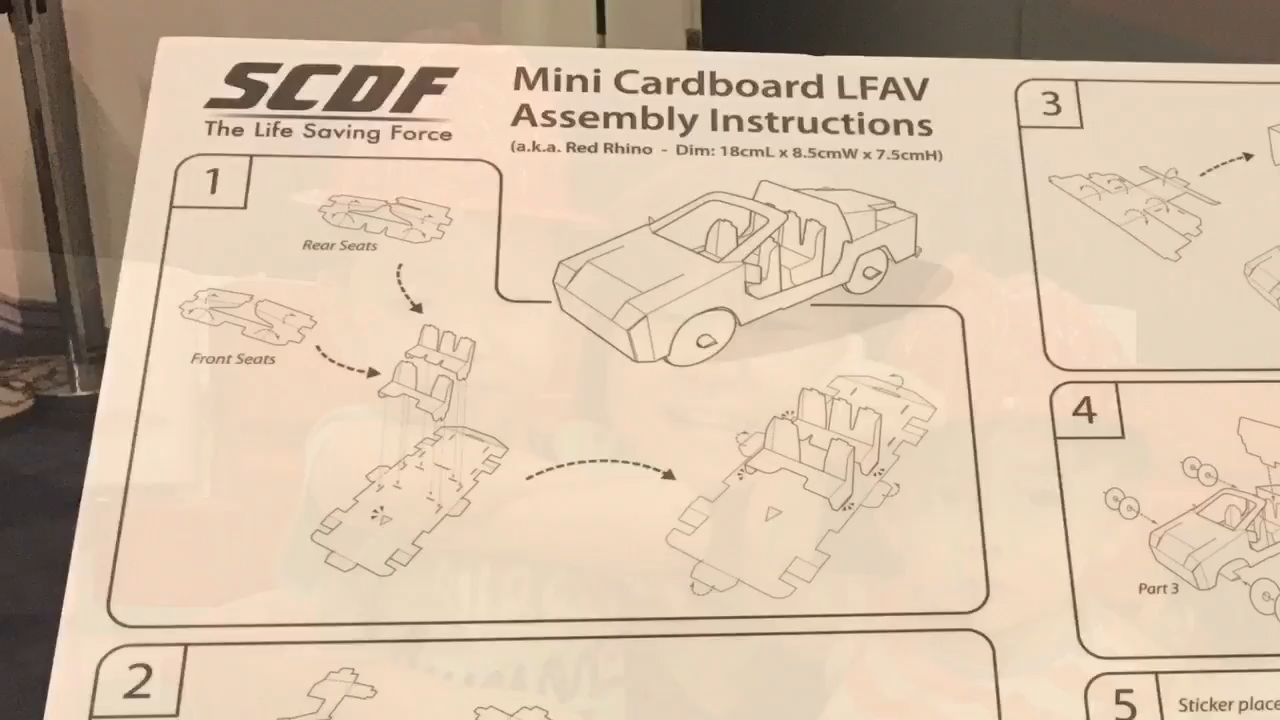 SCDF
The Life Saving Force
Mini Cardboard LFAV
Assembly Instructions
(a.k.a. Red Rhino - Dim: 18cmL x 8.5cmW x 7.5cmH)
1
Rear Seats
Front Seats
2
3
4
Part 3
5
Sticker place